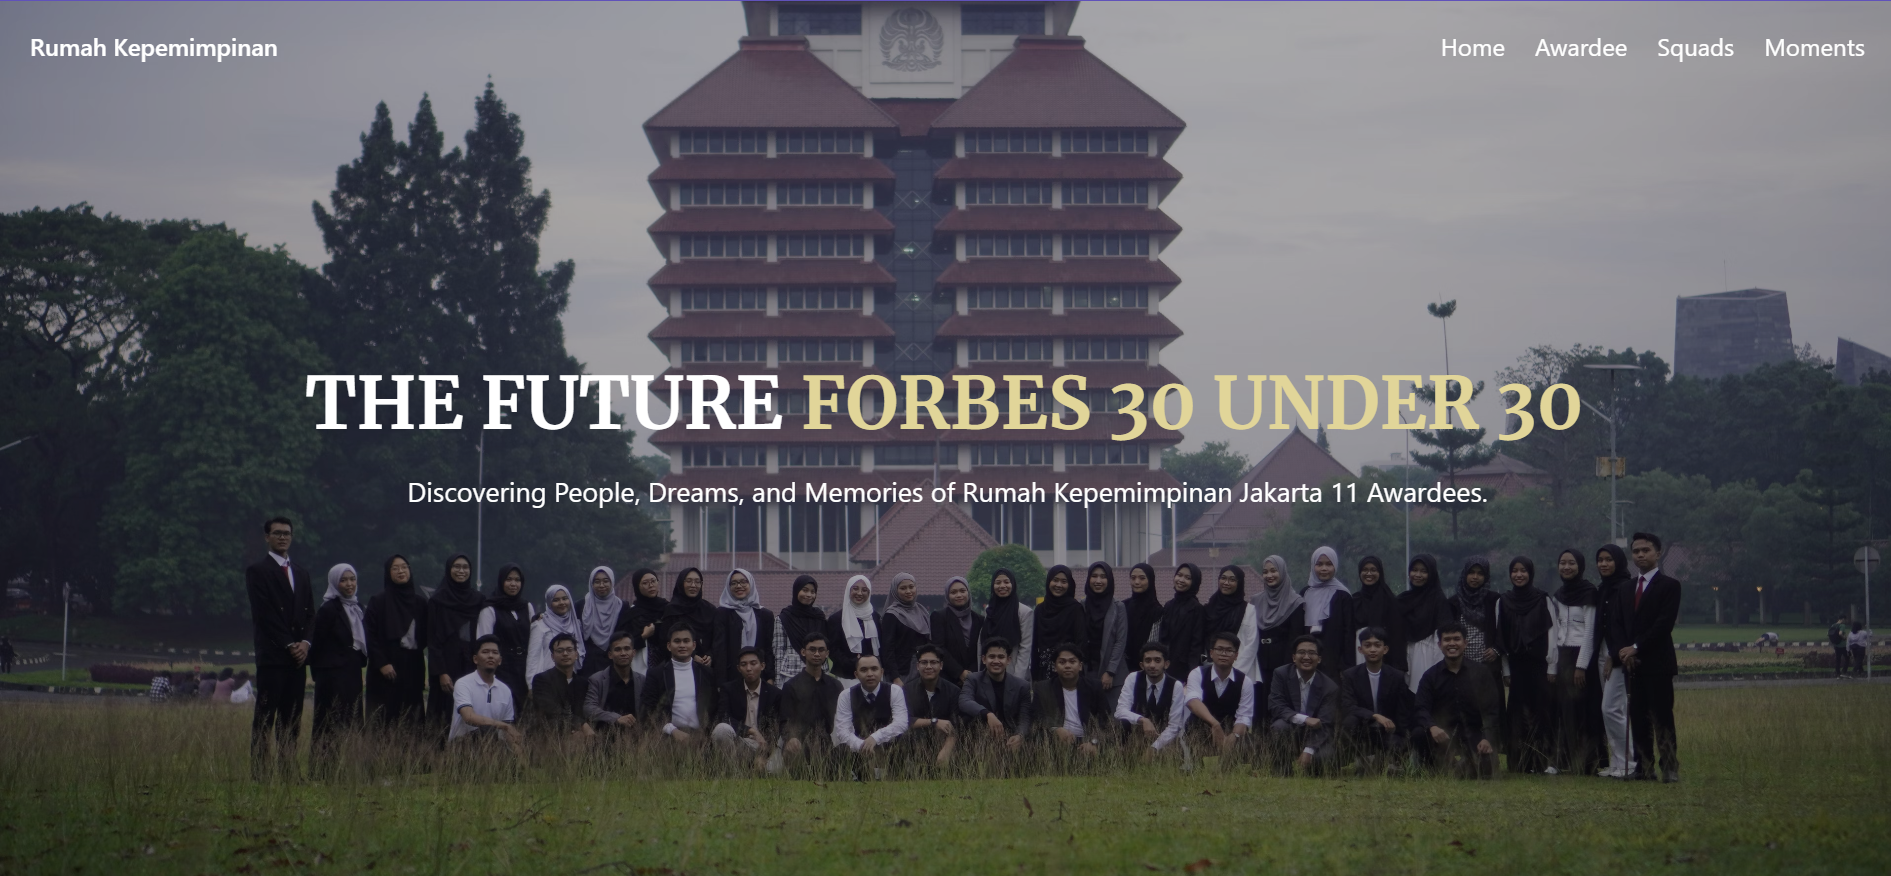 Rumah Kepemimpinan
Home Awardee Squads Moments
THE FUTURE FORBES 30 UNDER 30
Discovering People, Dreams, and Memories of Rumah Kepemimpinan Jakarta 11 Awardees.